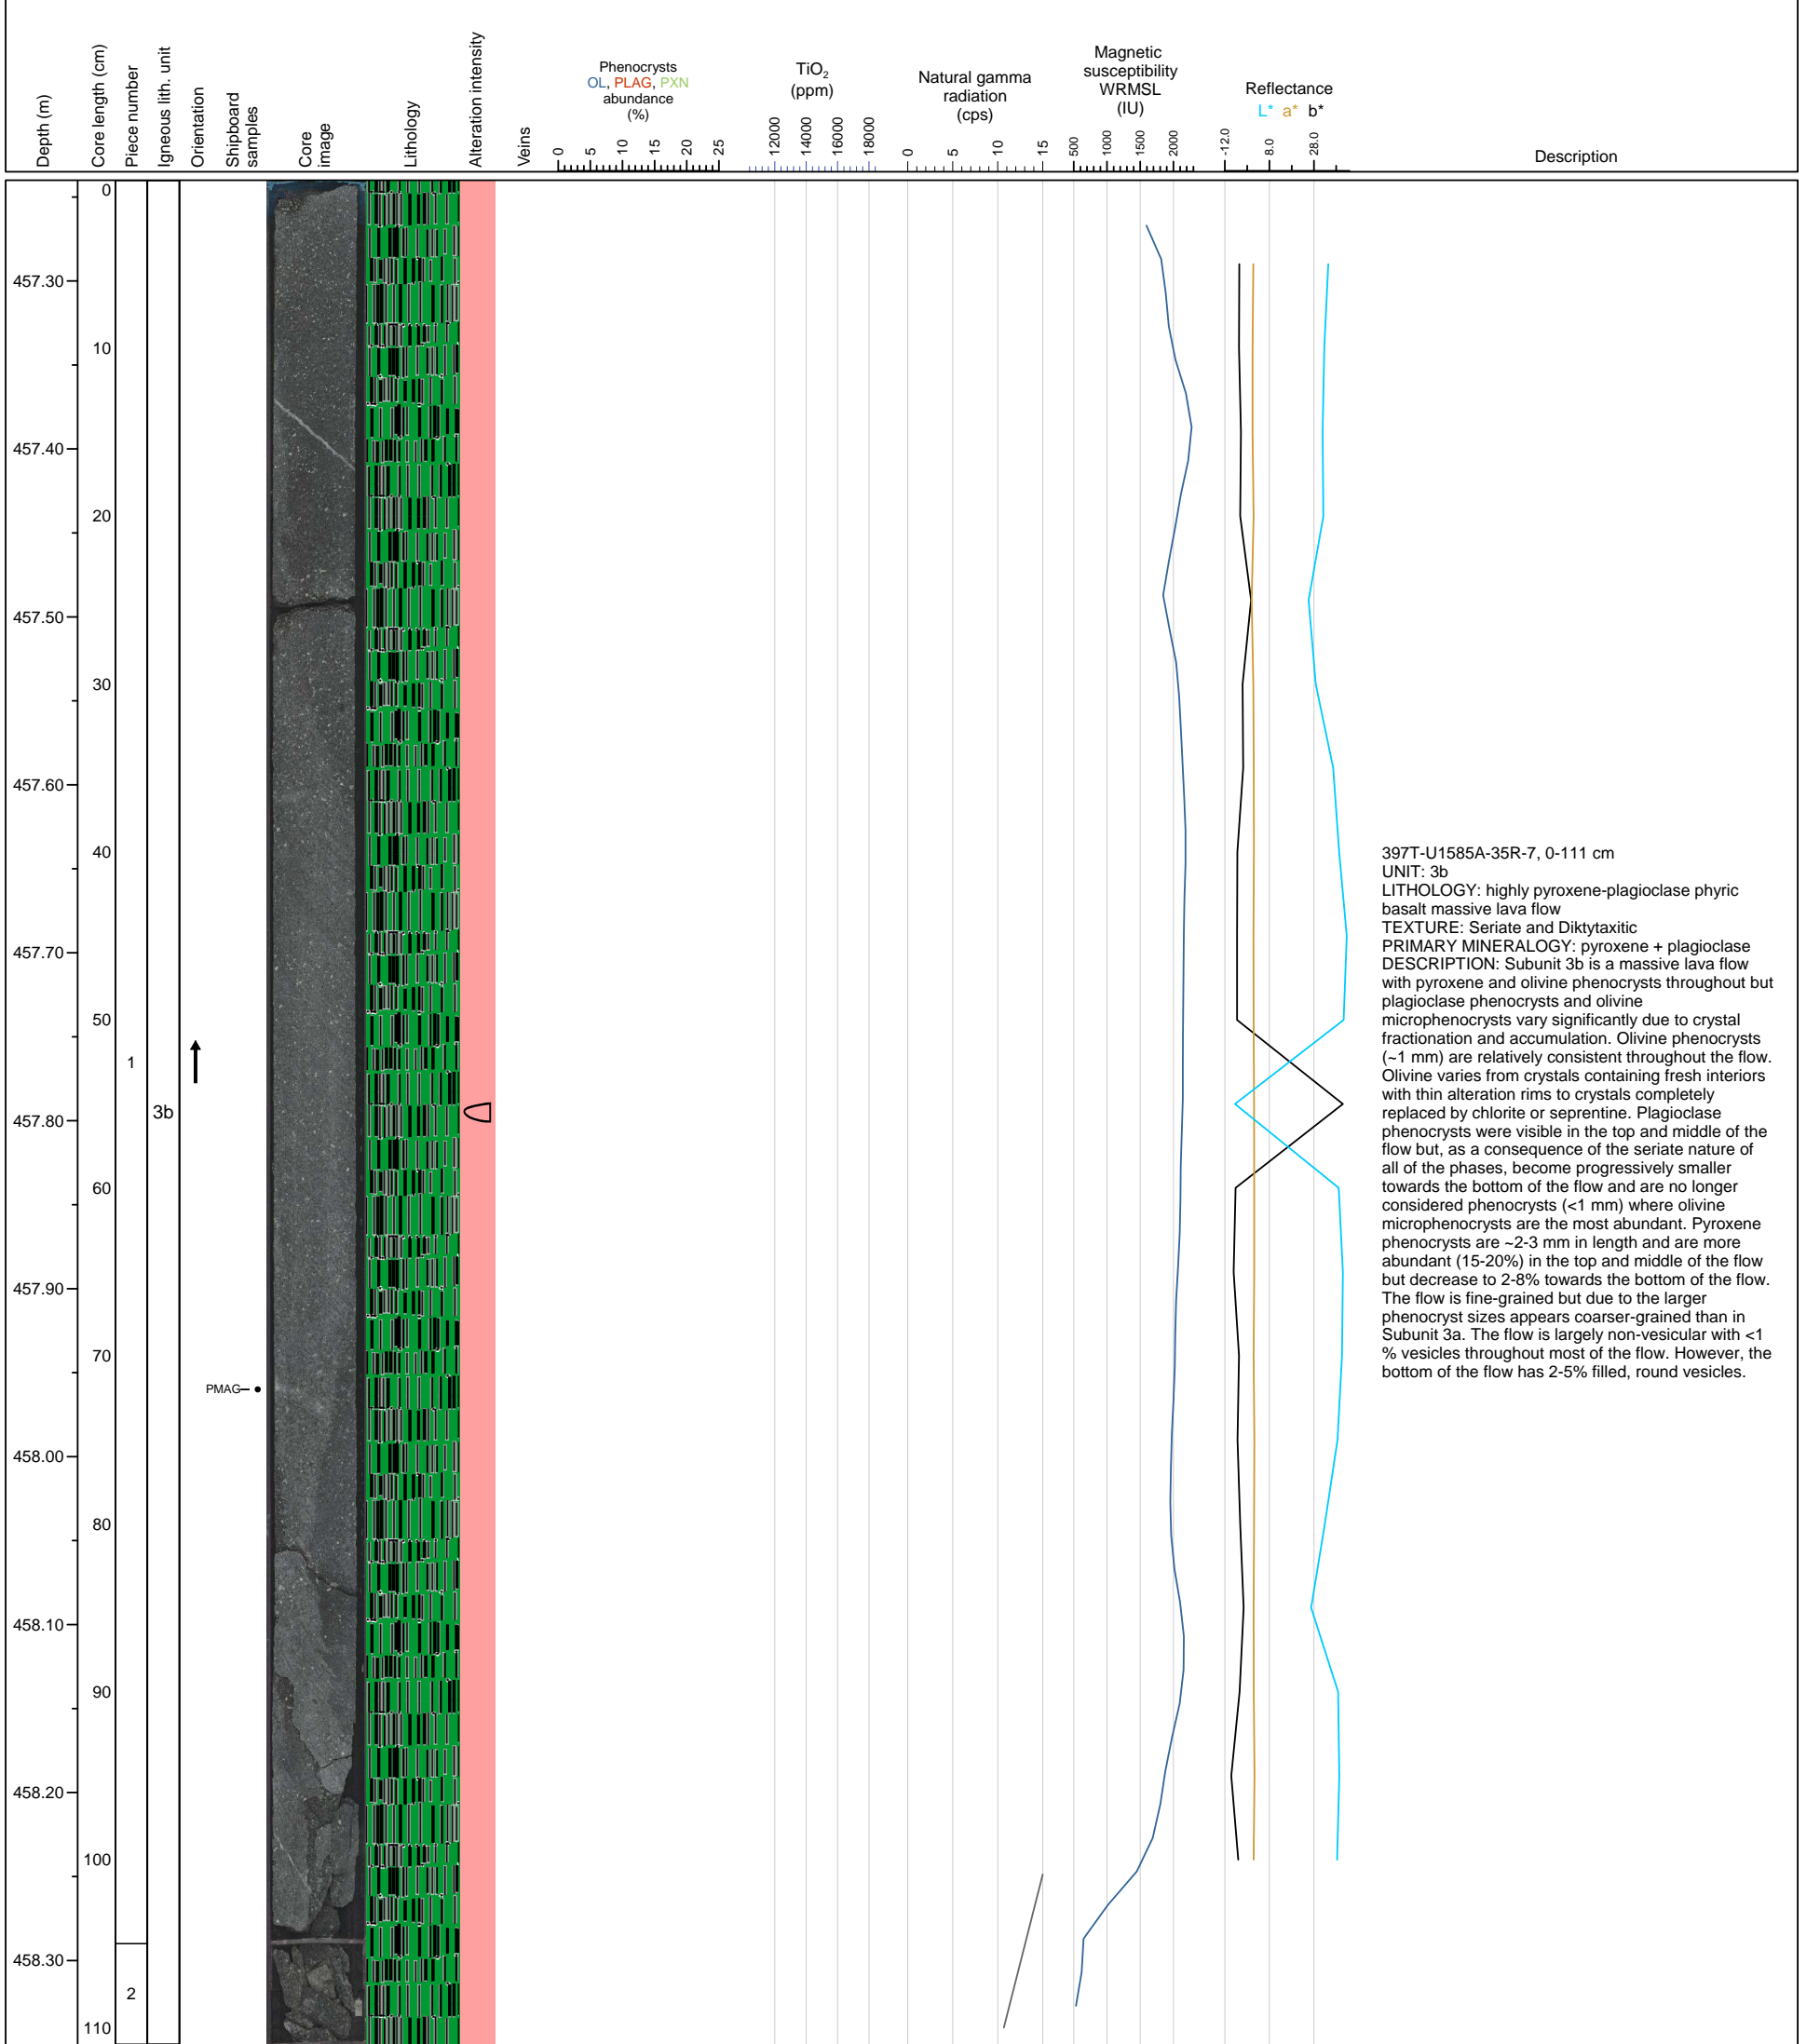 Depth (m)
Core length (cm)
Piece number
Igneous lith. unit
Orientation
Shipboard
samples
Core
image
Lithology
Alteration intensity
Veins
Phenocrysts
OL, PLAG, PXN
abundance
(%)
0 5 10 15 20 25
TiO₂
(ppm)
12000 14000 16000 18000
Natural gamma
radiation
(cps)
0 5 10 15
Magnetic
susceptibility
WRMSL
(IU)
500 1000 1500 2000
Reflectance
L* a* b*
-12.0 8.0 28.0
Description
0
457.30
10
457.40
20
457.50
30
457.60
40
457.70
50
1
3b
457.80
60
457.90
70
PMAG
458.00
80
458.10
90
458.20
100
458.30
2
110
397T-U1585A-35R-7, 0-111 cm
UNIT: 3b
LITHOLOGY: highly pyroxene-plagioclase phyric
basalt massive lava flow
TEXTURE: Seriate and Diktytaxitic
PRIMARY MINERALOGY: pyroxene + plagioclase
DESCRIPTION: Subunit 3b is a massive lava flow
with pyroxene and olivine phenocrysts throughout but
plagioclase phenocrysts and olivine
microphenocrysts vary significantly due to crystal
fractionation and accumulation. Olivine phenocrysts
(~1 mm) are relatively consistent throughout the flow.
Olivine varies from crystals containing fresh interiors
with thin alteration rims to crystals completely
replaced by chlorite or seprentine. Plagioclase
phenocrysts were visible in the top and middle of the
flow but, as a consequence of the seriate nature of
all of the phases, become progressively smaller
towards the bottom of the flow and are no longer
considered phenocrysts (<1 mm) where olivine
microphenocrysts are the most abundant. Pyroxene
phenocrysts are ~2-3 mm in length and are more
abundant (15-20%) in the top and middle of the flow
but decrease to 2-8% towards the bottom of the flow.
The flow is fine-grained but due to the larger
phenocryst sizes appears coarser-grained than in
Subunit 3a. The flow is largely non-vesicular with <1
% vesicles throughout most of the flow. However, the
bottom of the flow has 2-5% filled, round vesicles.